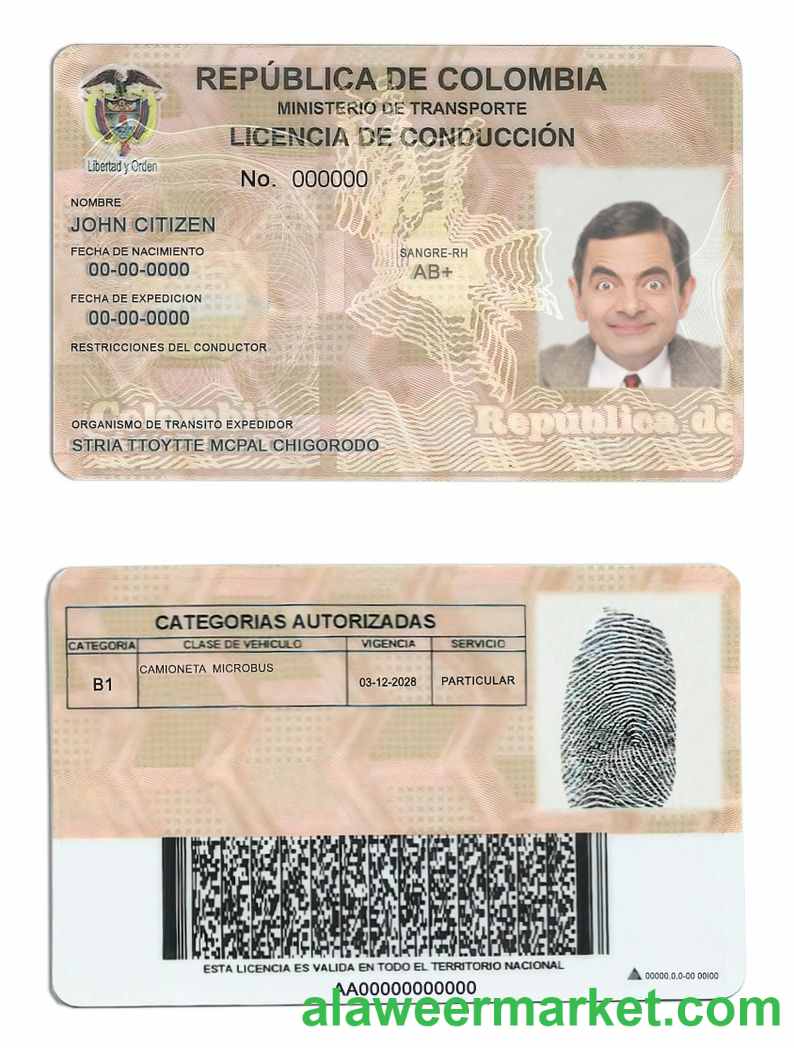 REPÚBLICA DE COLOMBIA
MINISTERIO DE TRANSPORTE
LICENCIA DE CONDUCCIÓN
Libertad y Orden
No. 000000
NOMBRE
JOHN CITIZEN
FECHA DE NACIMIENTO
00-00-0000
SANGRE-RH
AB+
FECHA DE EXPEDICION
00-00-0000
RESTRICCIONES DEL CONDUCTOR
Colombia
República de
ORGANISMO DE TRANSITO EXPEDIDOR
STRIA TTOYTTE MCPAL CHIGORODO
CATEGORIAS AUTORIZADAS
CATEGORIA CLASE DE VEHICULO VIGENCIA SERVICIO
B1 CAMIONETA MICROBUS 03-12-2028 PARTICULAR
ESTA LICENCIA ES VALIDA EN TODO EL TERRITORIO NACIONAL
00000,0,0-00 00I00
AA00000000000
alaweermarket.com